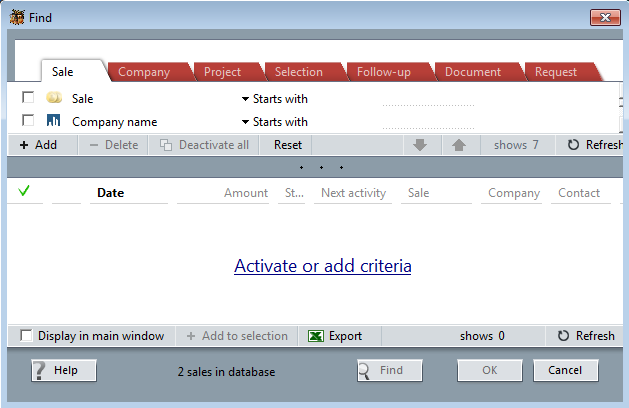 Find
Sale Company Project Selection Follow-up Document Request
Sale Starts with
Company name Starts with
+ Add − Delete Deactivate all Reset shows 7 Refresh
Date Amount St... Next activity Sale Company Contact
Activate or add criteria
Display in main window + Add to selection Export shows 0 Refresh
? Help 2 sales in database Find OK Cancel